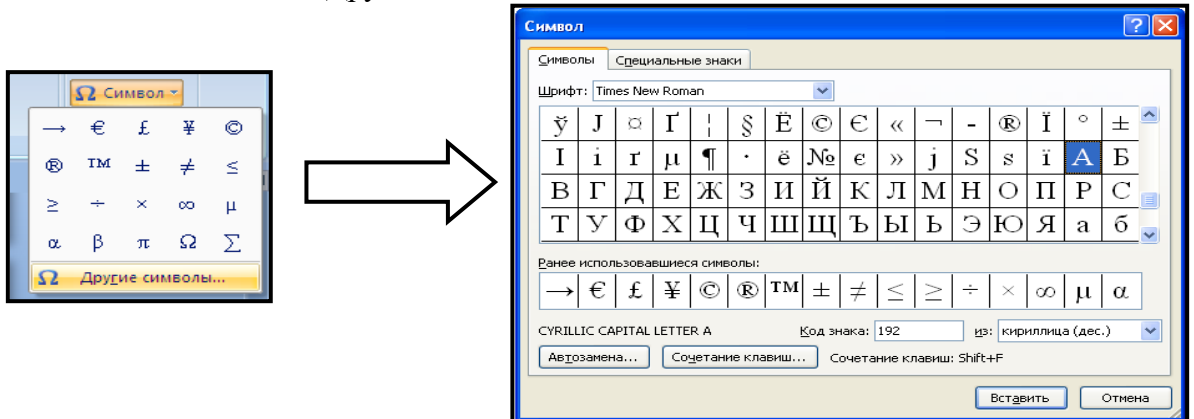 Символ
→ € £ ¥ ©
® ™ ± ≠ ≤
≥ ÷ × ∞ µ
α β π Ω Σ
Ω Другие символы...
Символ
Символы Специальные знаки
Шрифт: Times New Roman
ў Ј ¤ Ґ ¦ § Ё © Є « ¬ - ® Ї ° ±
І і ґ µ ¶ · ё № є » ј Ѕ ѕ ї А Б
В Г Д Е Ж З И Й К Л М Н О П Р С
Т У Ф Х Ц Ч Ш Щ Ъ Ы Ь Э Ю Я а б
Ранее использовавшиеся символы:
→ € £ ¥ © ® ™ ± ≠ ≤ ≥ ÷ × ∞ µ α
CYRILLIC CAPITAL LETTER A Код знака: 192 из: кириллица (дес.)
Автозамена... Сочетание клавиш... Сочетание клавиш: Shift+F
Вставить Отмена